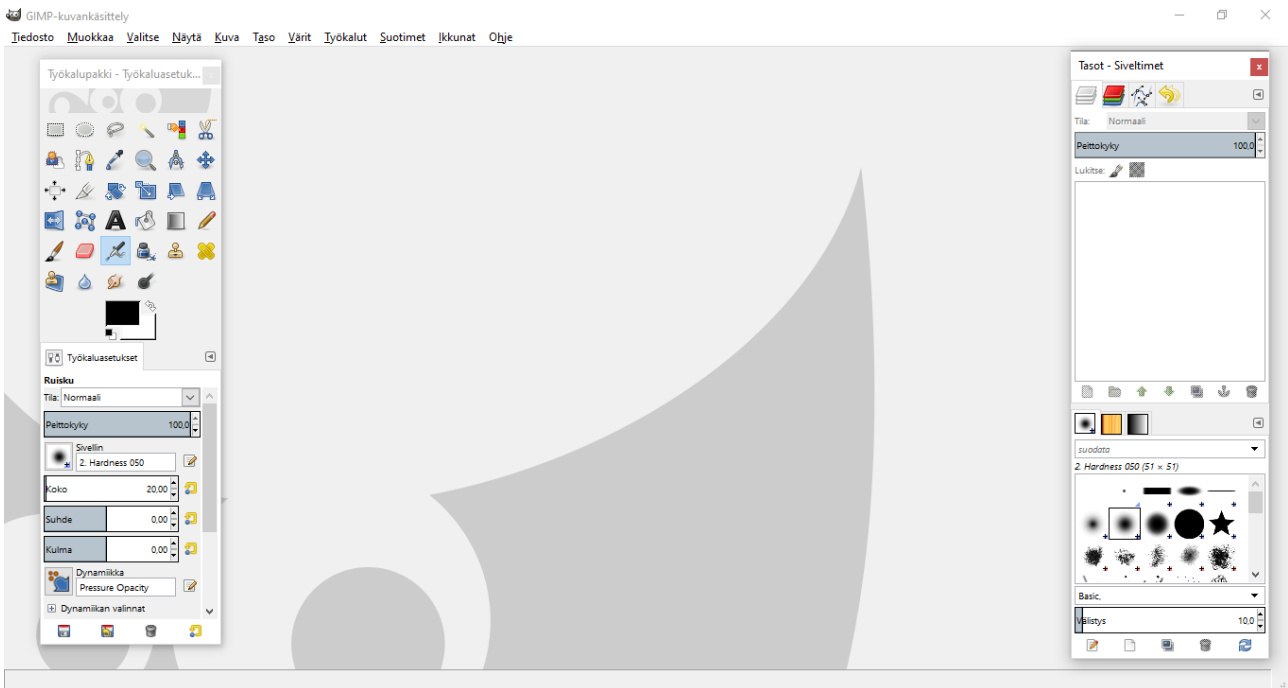 GIMP-kuvankäsittely
Tiedosto Muokkaa Valitse Näytä Kuva Taso Värit Työkalut Suotimet Ikkunat Ohje
Työkalupakki - Työkaluasetuk...
Työkaluasetukset
Ruisku
Tila: Normaali
Peittokyky 100,0
Sivellin
2. Hardness 050
Koko 20,00
Suhde 0,00
Kulma 0,00
Dynamiikka
Pressure Opacity
Dynamiikan valinnat
Tasot - Siveltimet
Tila: Normaali
Peittokyky 100,0
Lukitse:
suodata
2. Hardness 050 (51 × 51)
Basic,
Välistys 10,0